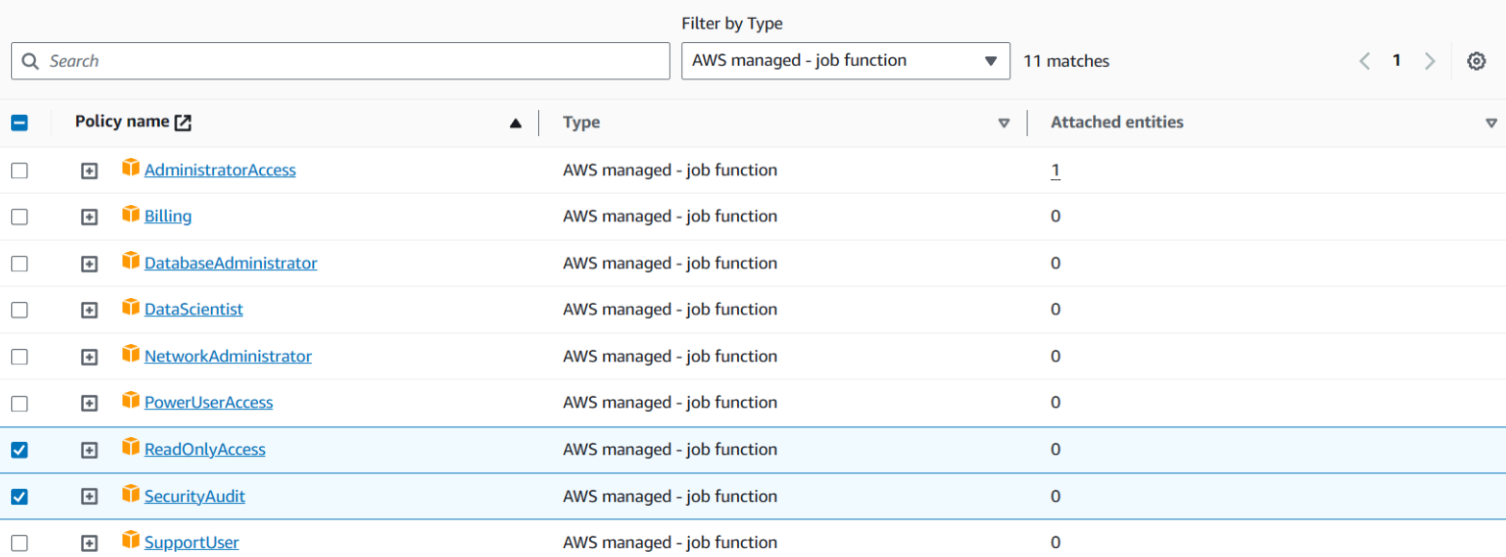 Filter by Type
Search
AWS managed - job function
11 matches
1
Policy name
Type
Attached entities
AdministratorAccess AWS managed - job function 1
Billing AWS managed - job function 0
DatabaseAdministrator AWS managed - job function 0
DataScientist AWS managed - job function 0
NetworkAdministrator AWS managed - job function 0
PowerUserAccess AWS managed - job function 0
ReadOnlyAccess AWS managed - job function 0
SecurityAudit AWS managed - job function 0
SupportUser AWS managed - job function 0